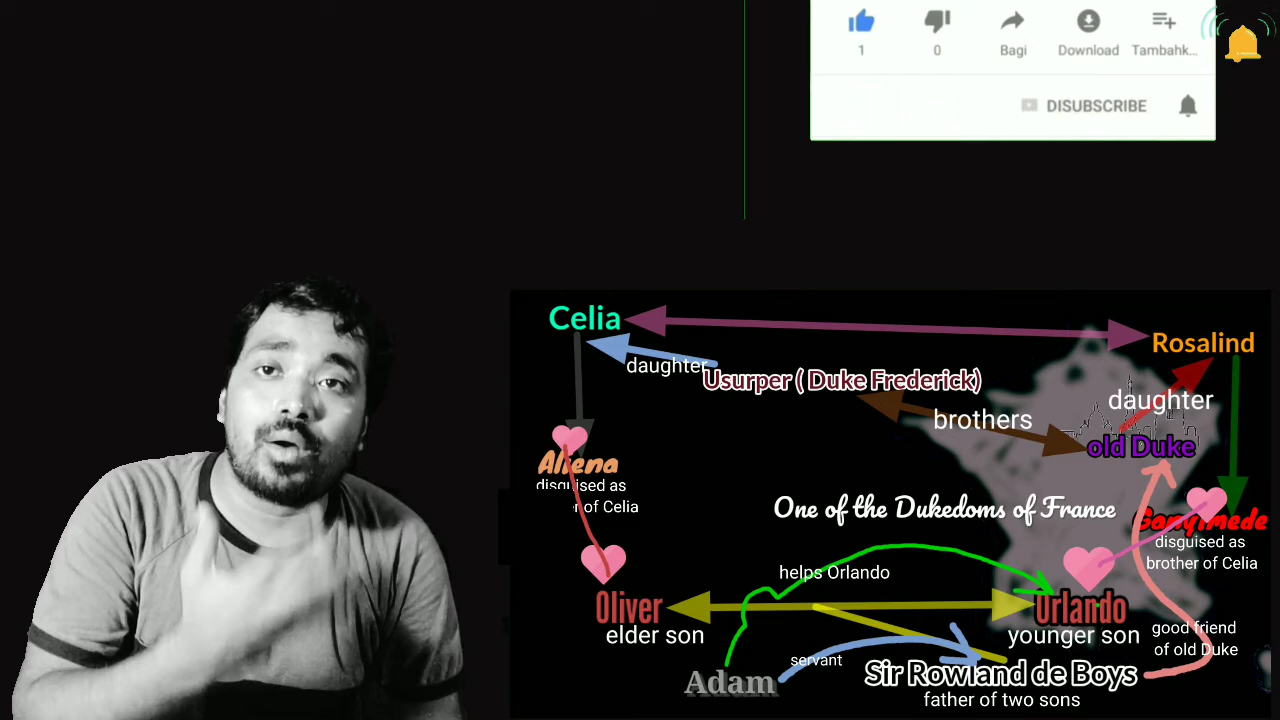 1
0
Bagi
Download
Tambahk...
DISUBSCRIBE
Celia
Rosalind
daughter
Usurper ( Duke Frederick)
daughter
brothers
old Duke
Aliena
disguised as
er of Celia
One of the Dukedoms of France
Ganymede
disguised as
brother of Celia
helps Orlando
Oliver
elder son
Urlando
younger son
good friend
of old Duke
servant
Adam
Sir Rowland de Boys
father of two sons